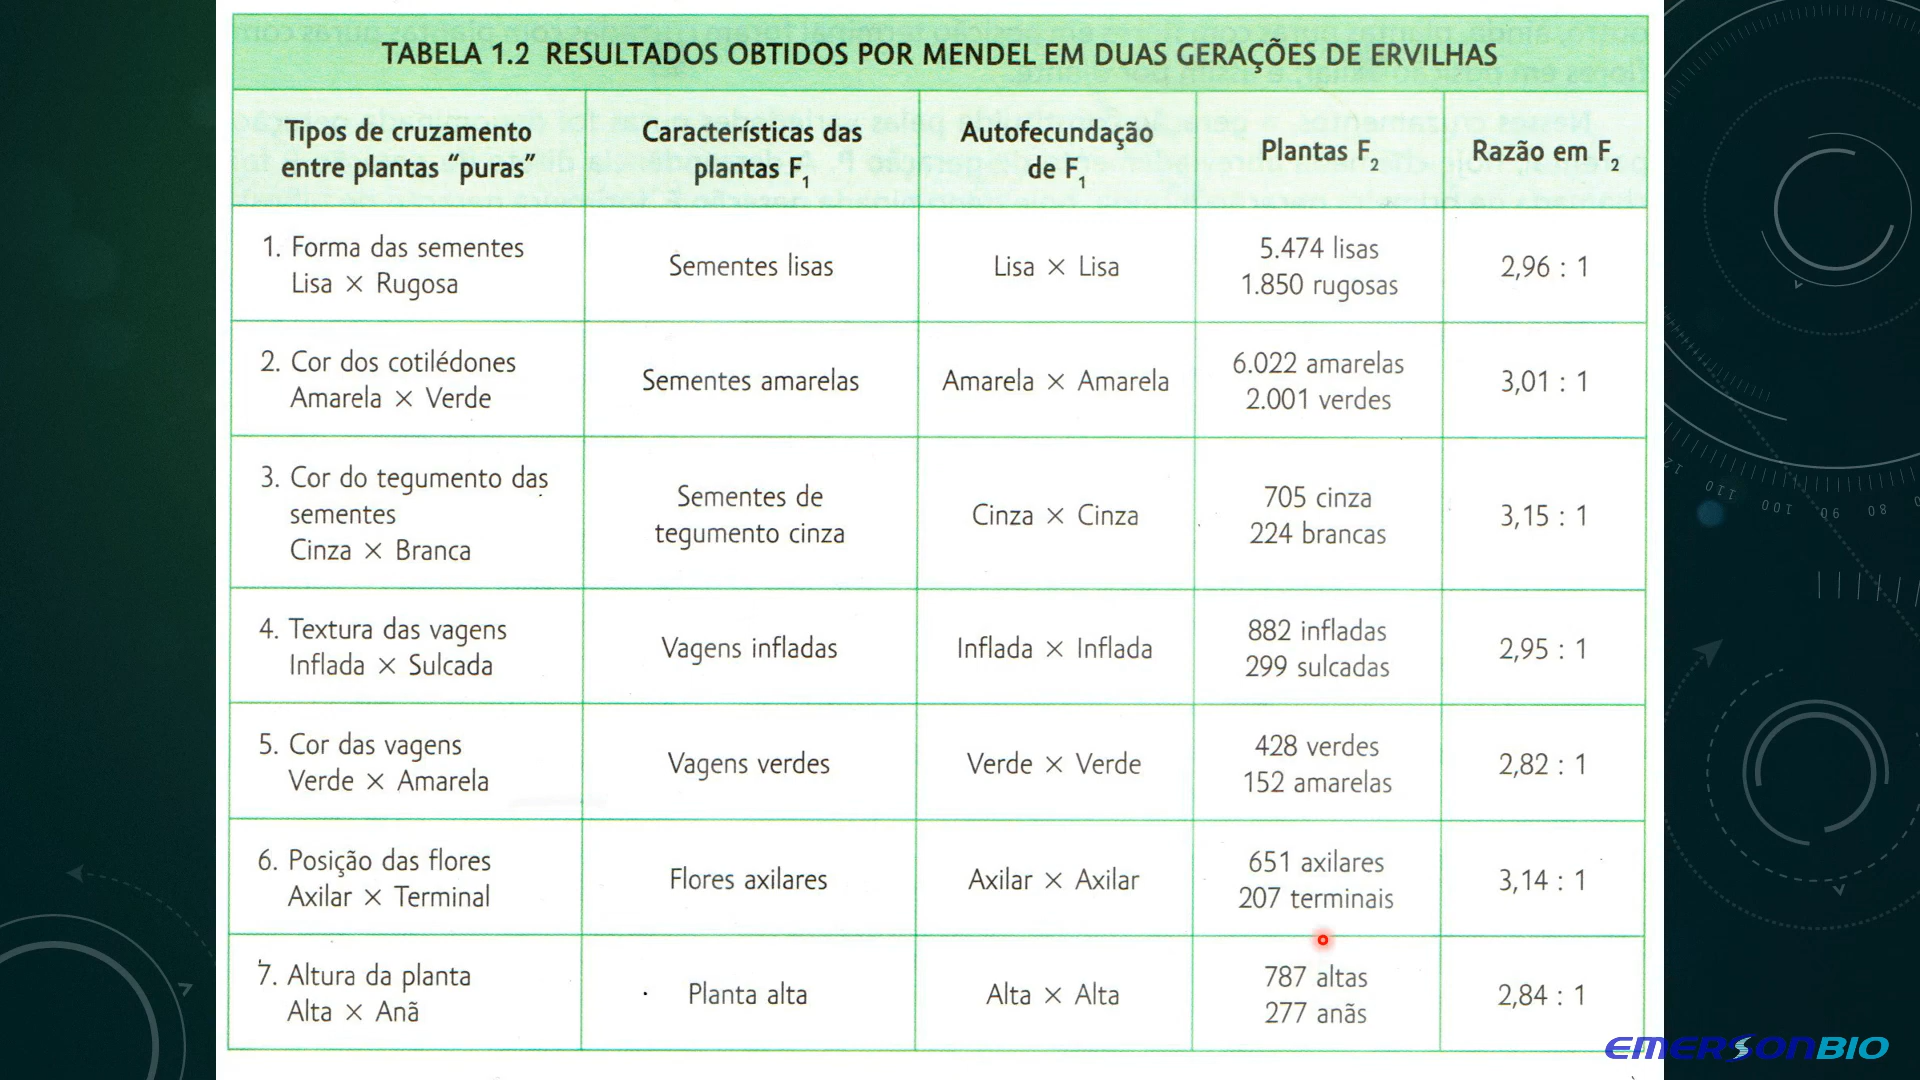 TABELA 1.2 RESULTADOS OBTIDOS POR MENDEL EM DUAS GERAÇÕES DE ERVILHAS
Tipos de cruzamento
entre plantas “puras”
Características das
plantas F1
Autofecundação
de F1
Plantas F2
Razão em F2
1. Forma das sementes
Lisa × Rugosa
Sementes lisas
Lisa × Lisa
5.474 lisas
1.850 rugosas
2,96 : 1
2. Cor dos cotilédones
Amarela × Verde
Sementes amarelas
Amarela × Amarela
6.022 amarelas
2.001 verdes
3,01 : 1
3. Cor do tegumento das
sementes
Cinza × Branca
Sementes de
tegumento cinza
Cinza × Cinza
705 cinza
224 brancas
3,15 : 1
4. Textura das vagens
Inflada × Sulcada
Vagens infladas
Inflada × Inflada
882 infladas
299 sulcadas
2,95 : 1
5. Cor das vagens
Verde × Amarela
Vagens verdes
Verde × Verde
428 verdes
152 amarelas
2,82 : 1
6. Posição das flores
Axilar × Terminal
Flores axilares
Axilar × Axilar
651 axilares
207 terminais
3,14 : 1
7. Altura da planta
Alta × Anã
Planta alta
Alta × Alta
787 altas
277 anãs
2,84 : 1
110
100
90
80
EMERSONBIO